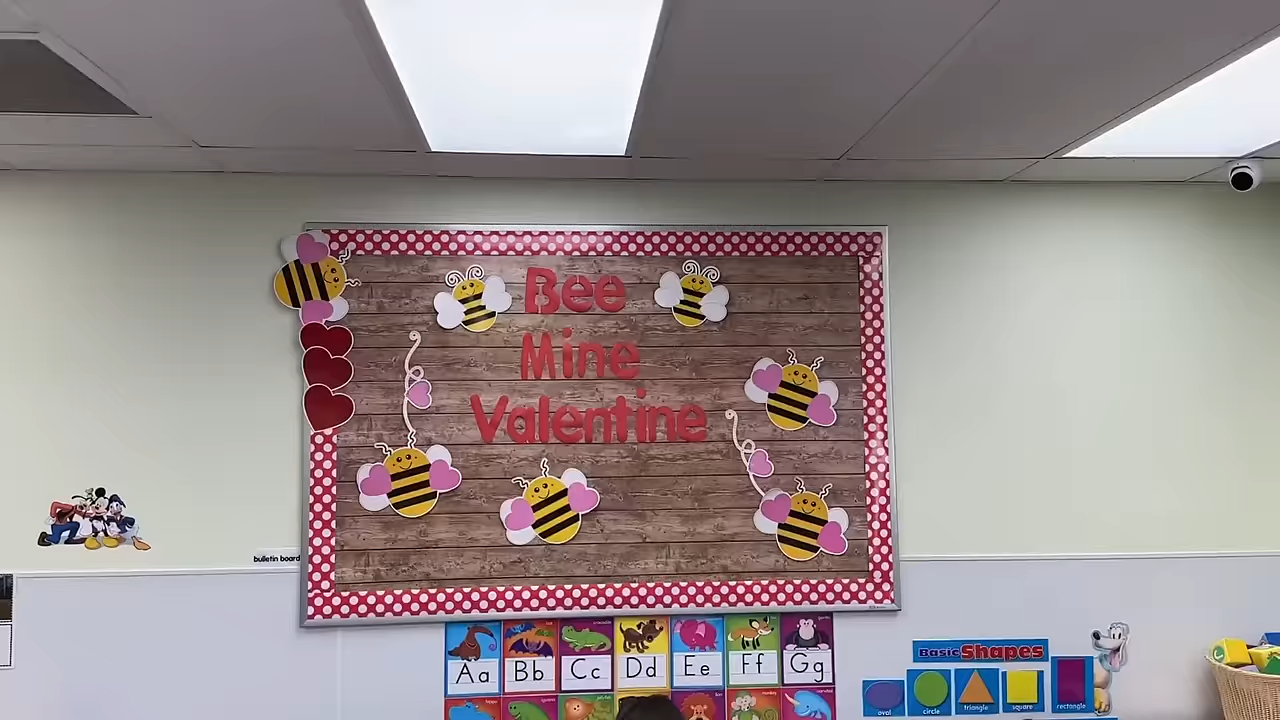 Bee
Mine
Valentine
bulletin board
Aa Bb Cc Dd Ee Ff Gg
Basic Shapes
oval circle triangle square rectangle